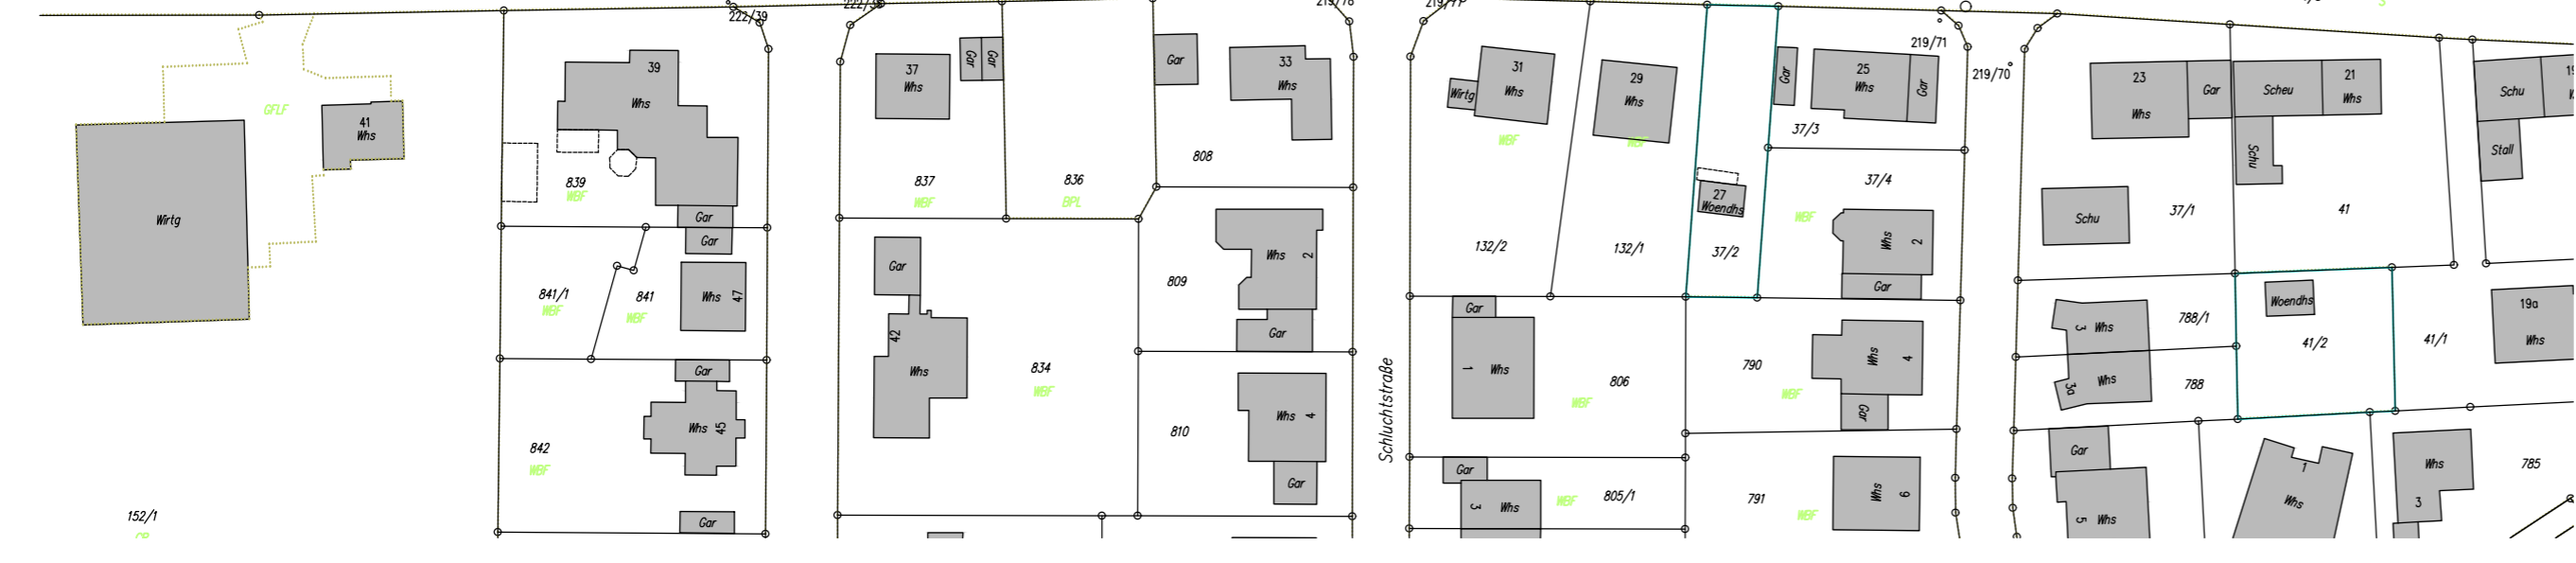 222/39
39
Whs
GFLF
41
Whs
Wirtg
839
WBF
Gar
Gar
841/1
WBF
841
WBF
Whs
47
Gar
Whs
45
842
WBF
Gar
152/1
37
Whs
Gar
Gar
837
WBF
836
BPL
Gar
33
Whs
808
Gar
42
Whs
834
WBF
809
Whs
2
Gar
810
Whs
4
Gar
Schluchtstraße
31
Whs
Wirtg
WBF
29
Whs
WBF
132/2
132/1
27
Woendhs
37/2
Gar
25
Whs
Gar
219/71
219/70
37/3
37/4
WBF
Whs
2
Gar
Gar
1
Whs
806
WBF
790
WBF
Whs
4
Gar
Gar
3
Whs
WBF
805/1
791
WBF
Whs
6
23
Whs
Gar
Scheu
21
Whs
Schu
Schu
37/1
41
Schu
Stall
3
Whs
788/1
3a
Whs
788
Woendhs
41/2
41/1
19a
Whs
Gar
5
Whs
1
Whs
Whs
3
785